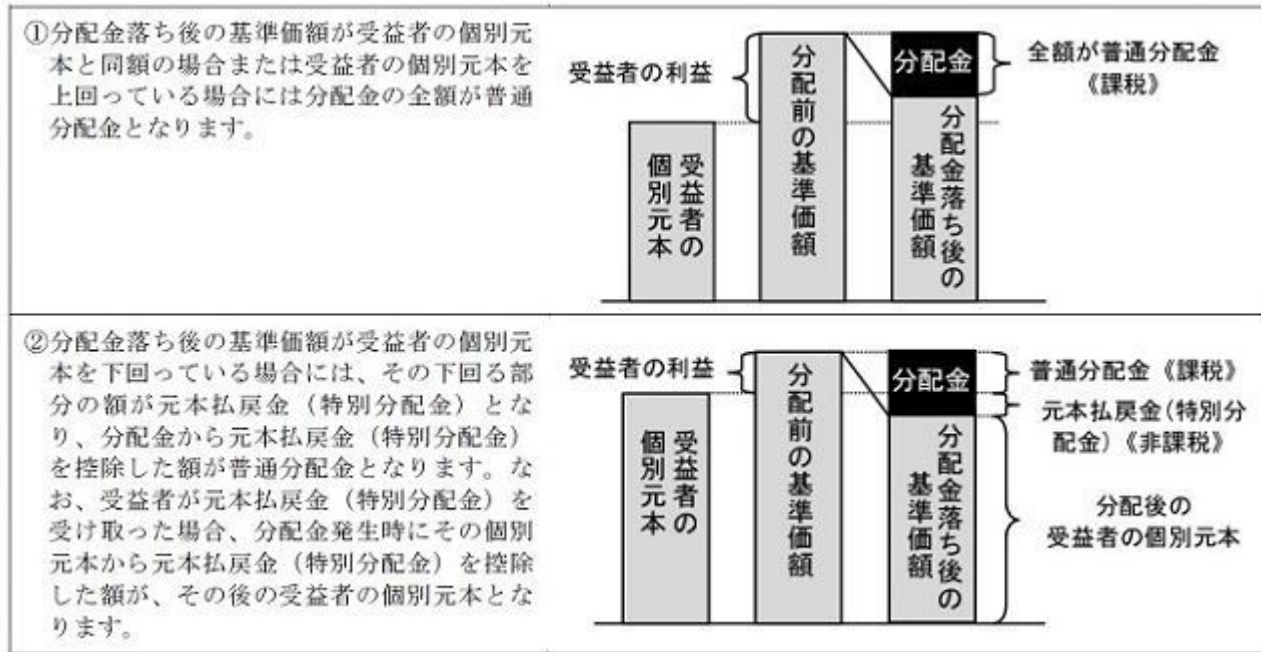 ①分配金落ち後の基準価額が受益者の個別元
本と同額の場合または受益者の個別元本を
上回っている場合には分配金の全額が普通
分配金となります。
受益者の利益
受益者の
個別元本
分配前の基準価額
分配金
分配金落ち後の
基準価額
全額が普通分配金
《課税》
②分配金落ち後の基準価額が受益者の個別元
本を下回っている場合には、その下回る部
分の額が元本払戻金（特別分配金）とな
り、分配金から元本払戻金（特別分配金）
を控除した額が普通分配金となります。な
お、受益者が元本払戻金（特別分配金）を
受け取った場合、分配金発生時にその個別
元本から元本払戻金（特別分配金）を控除
した額が、その後の受益者の個別元本とな
ります。
受益者の利益
受益者の
個別元本
分配前の基準価額
分配金
分配金落ち後の
基準価額
普通分配金《課税》
元本払戻金(特別分
配金)《非課税》
分配後の
受益者の個別元本